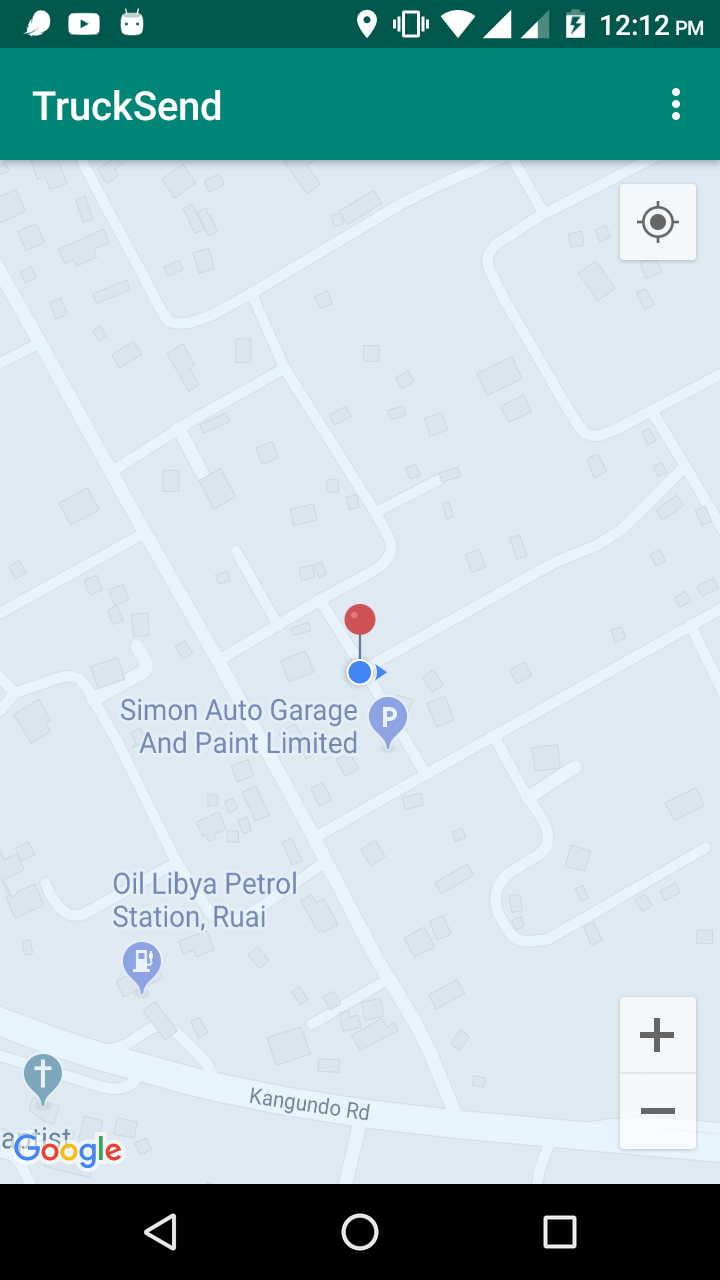 12:12 PM
TruckSend
Simon Auto Garage
And Paint Limited
P
Oil Libya Petrol
Station, Ruai
Kangundo Rd
Google